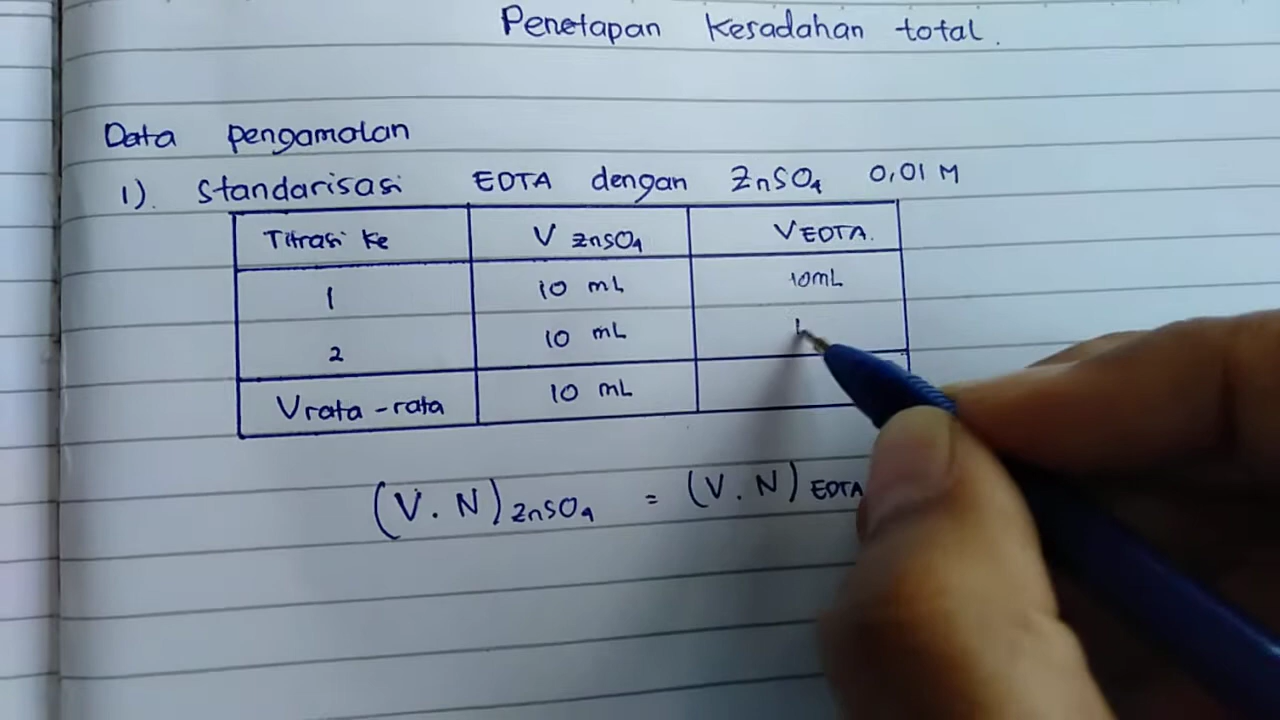 Penetapan Kesadahan total.
Data pengamatan
1). Standarisasi EDTA dengan ZnSO4 0,01 M
Titrasi Ke V ZnSO4 VEDTA.
1 10 mL 10mL
2 10 mL
Vrata-rata 10 mL
(V.N) ZnSO4 = (V.N) EDTA